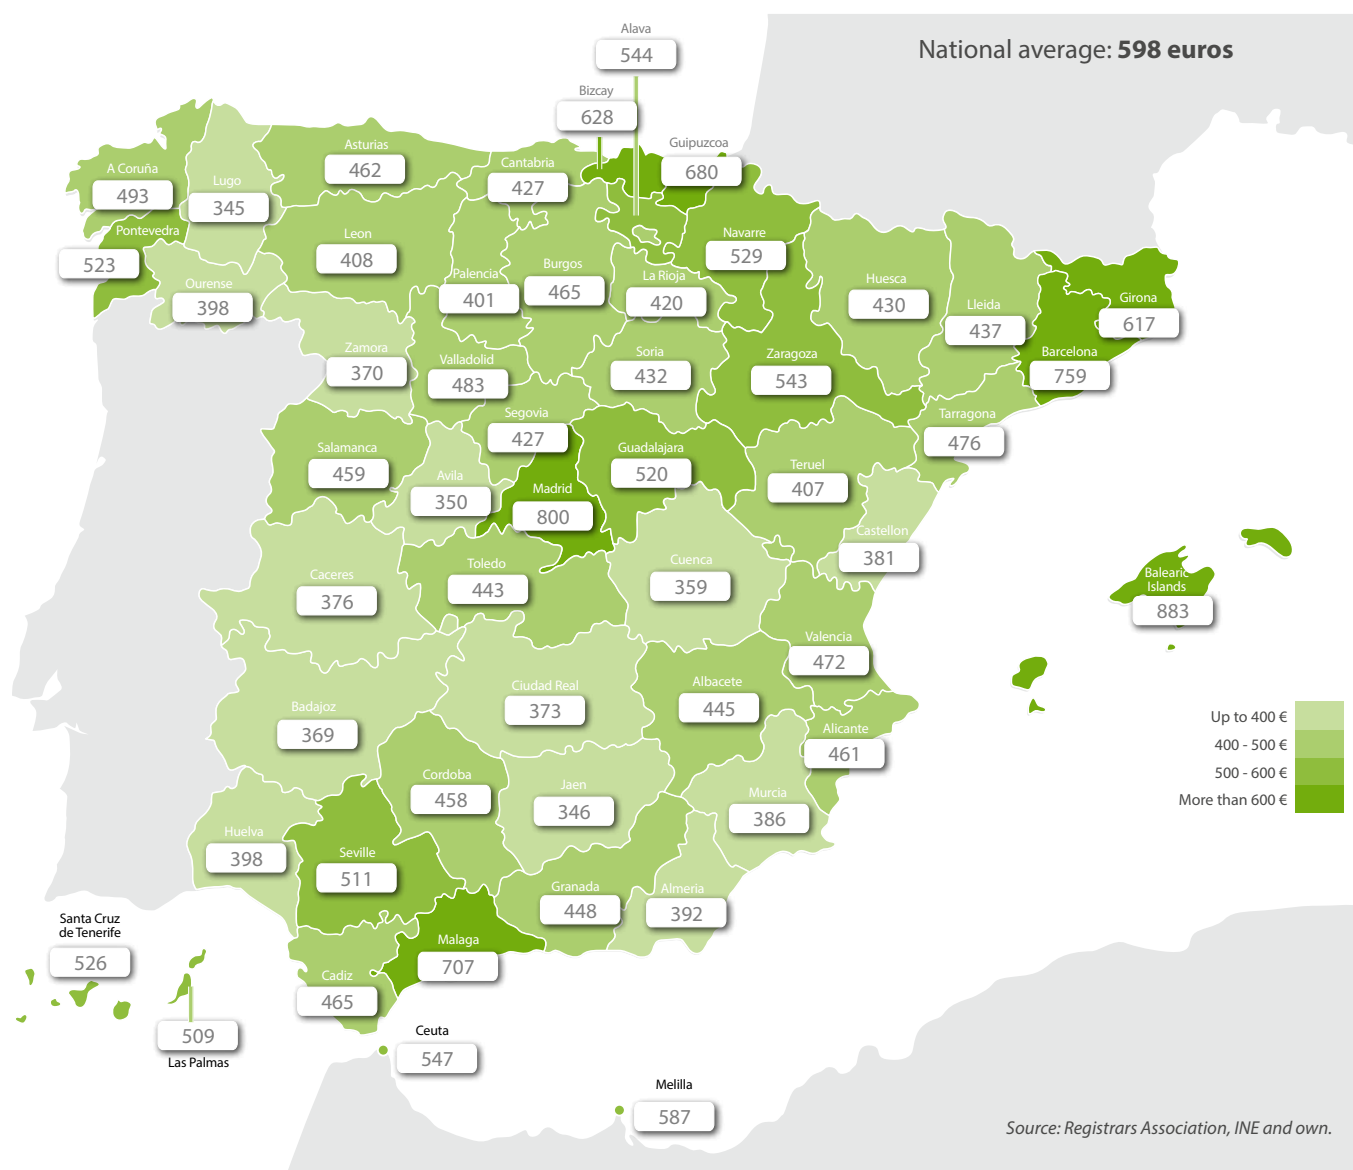 National average: 598 euros
Alava
544
Bizcay
628
Guipuzcoa
680
Asturias
462
Cantabria
427
A Coruña
493
Lugo
345
Pontevedra
523
Ourense
398
Leon
408
Palencia
401
Burgos
465
La Rioja
420
Navarre
529
Huesca
430
Lleida
437
Girona
617
Barcelona
759
Zamora
370
Valladolid
483
Soria
432
Zaragoza
543
Tarragona
476
Segovia
427
Salamanca
459
Avila
350
Madrid
800
Guadalajara
520
Teruel
407
Castellon
381
Caceres
376
Toledo
443
Cuenca
359
Balearic
Islands
883
Valencia
472
Badajoz
369
Ciudad Real
373
Albacete
445
Alicante
461
Up to 400 €
400 - 500 €
500 - 600 €
More than 600 €
Cordoba
458
Jaen
346
Murcia
386
Huelva
398
Seville
511
Granada
448
Almeria
392
Malaga
707
Cadiz
465
Santa Cruz
de Tenerife
526
509
Las Palmas
Ceuta
547
Melilla
587
Source: Registrars Association, INE and own.